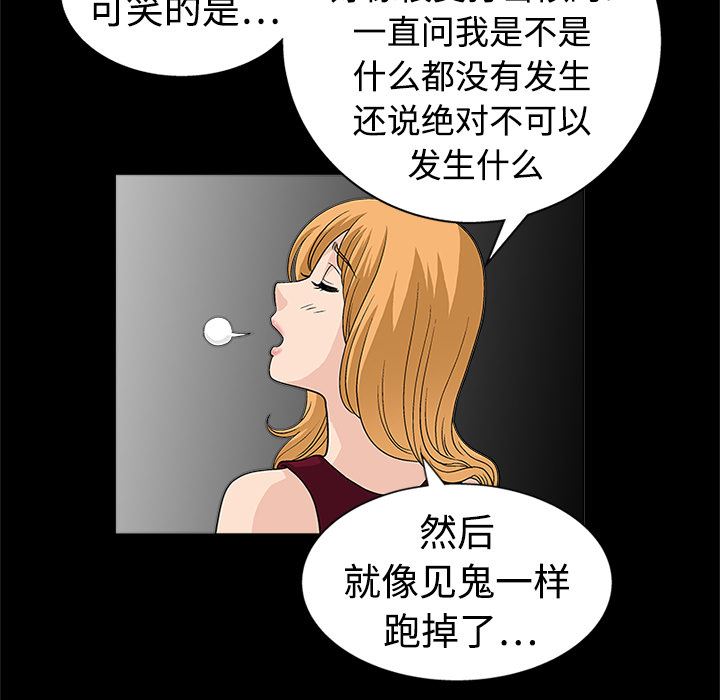 可笑的是...
一直问我是不是
什么都没有发生
还说绝对不可以
发生什么
然后
就像见鬼一样
跑掉了...